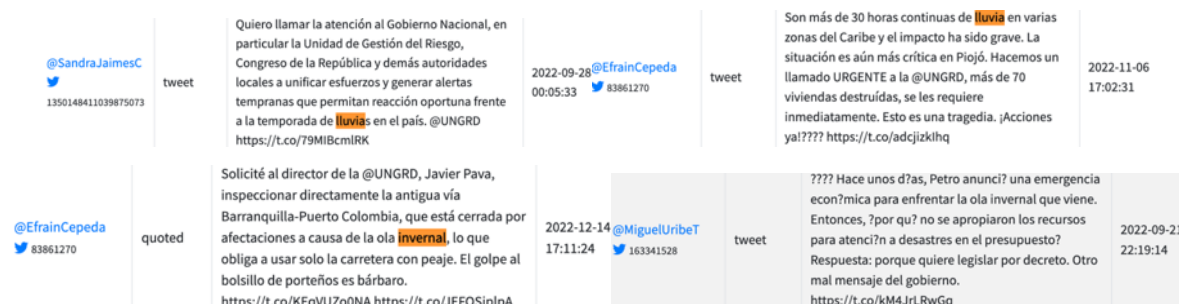 Quiero llamar la atención al Gobierno Nacional, en
particular la Unidad de Gestión del Riesgo,
Congreso de la República y demás autoridades
locales a unificar esfuerzos y generar alertas
tempranas que permitan reacción oportuna frente
a la temporada de lluvias en el país. @UNGRD
https://t.co/79MIBcmlRK
@SandraJaimesC
1350148411039875073
tweet
2022-09-28
00:05:33
@EfrainCepeda
83861270
tweet
Son más de 30 horas continuas de lluvia en varias
zonas del Caribe y el impacto ha sido grave. La
situación es aún más crítica en Piojó. Hacemos un
llamado URGENTE a la @UNGRD, más de 70
viviendas destruídas, se les requiere
inmediatamente. Esto es una tragedia. ¡Acciones
ya!???? https://t.co/adcjizkIhq
2022-11-06
17:02:31
@EfrainCepeda
83861270
quoted
Solicité al director de la @UNGRD, Javier Pava,
inspeccionar directamente la antigua vía
Barranquilla-Puerto Colombia, que está cerrada por
afectaciones a causa de la ola invernal, lo que
obliga a usar solo la carretera con peaje. El golpe al
bolsillo de porteños es bárbaro.
2022-12-14
17:11:24
@MiguelUribeT
163341528
tweet
???? Hace unos d?as, Petro anunci? una emergencia
econ?mica para enfrentar la ola invernal que viene.
Entonces, ?por qu? no se apropiaron los recursos
para atenci?n a desastres en el presupuesto?
Respuesta: porque quiere legislar por decreto. Otro
mal mensaje del gobierno.
https://t.co/kM4JrLRwGq
2022-09-21
22:19:14